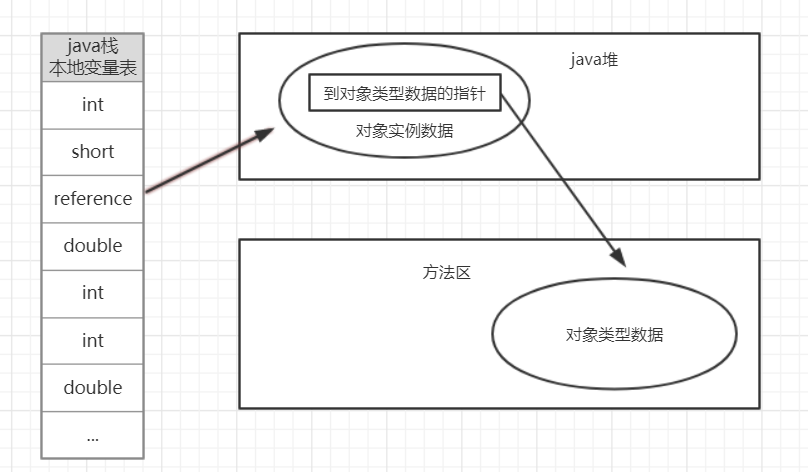 java栈
本地变量表
int
short
reference
double
int
int
double
...
java堆
到对象类型数据的指针
对象实例数据
方法区
对象类型数据